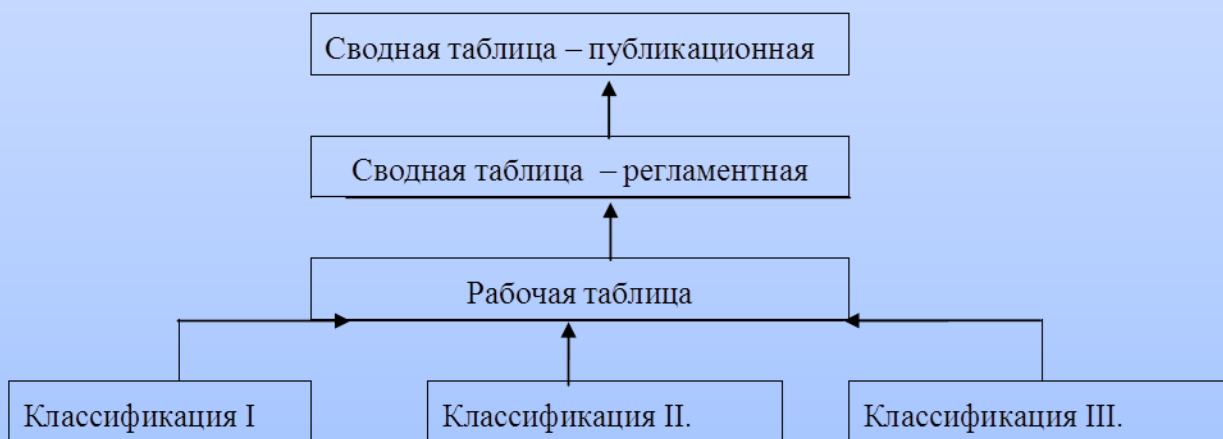 Сводная таблица – публикационная
Сводная таблица – регламентная
Рабочая таблица
Классификация I
Классификация II.
Классификация III.